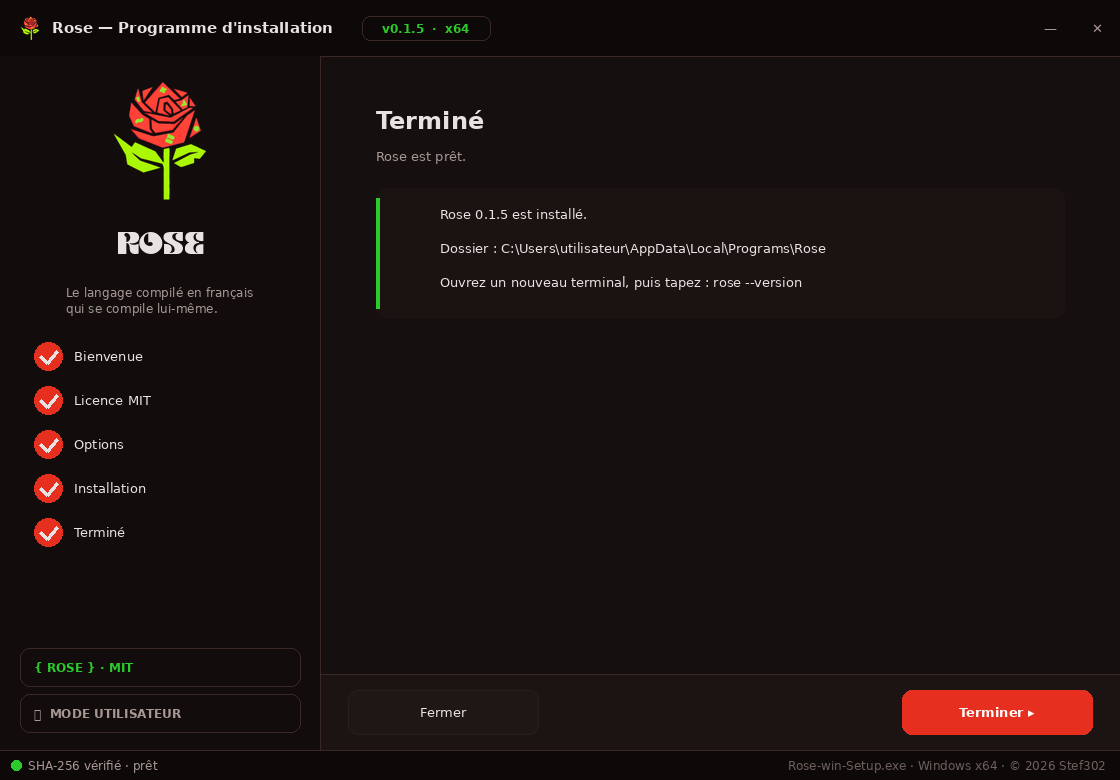 Rose — Programme d'installation
v0.1.5 · x64
ROSE
Le langage compilé en français
qui se compile lui-même.
Bienvenue
Licence MIT
Options
Installation
Terminé
{ ROSE } · MIT
MODE UTILISATEUR
Terminé
Rose est prêt.
Rose 0.1.5 est installé.
Dossier : C:\Users\utilisateur\AppData\Local\Programs\Rose
Ouvrez un nouveau terminal, puis tapez : rose --version
Fermer
Terminer ▸
SHA-256 vérifié · prêt
Rose-win-Setup.exe · Windows x64 · © 2026 Stef302